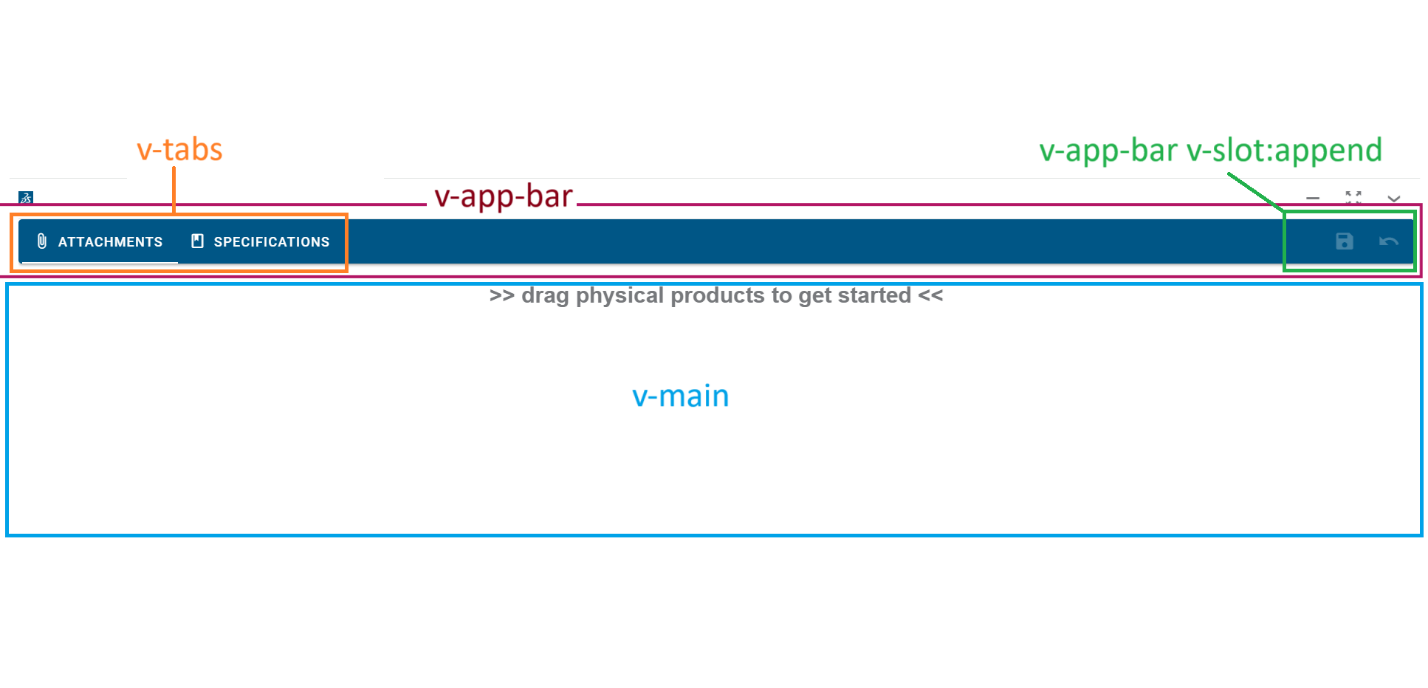 v-tabs
v-app-bar v-slot:append
v-app-bar
ATTACHMENTS
SPECIFICATIONS
>> drag physical products to get started <<
v-main